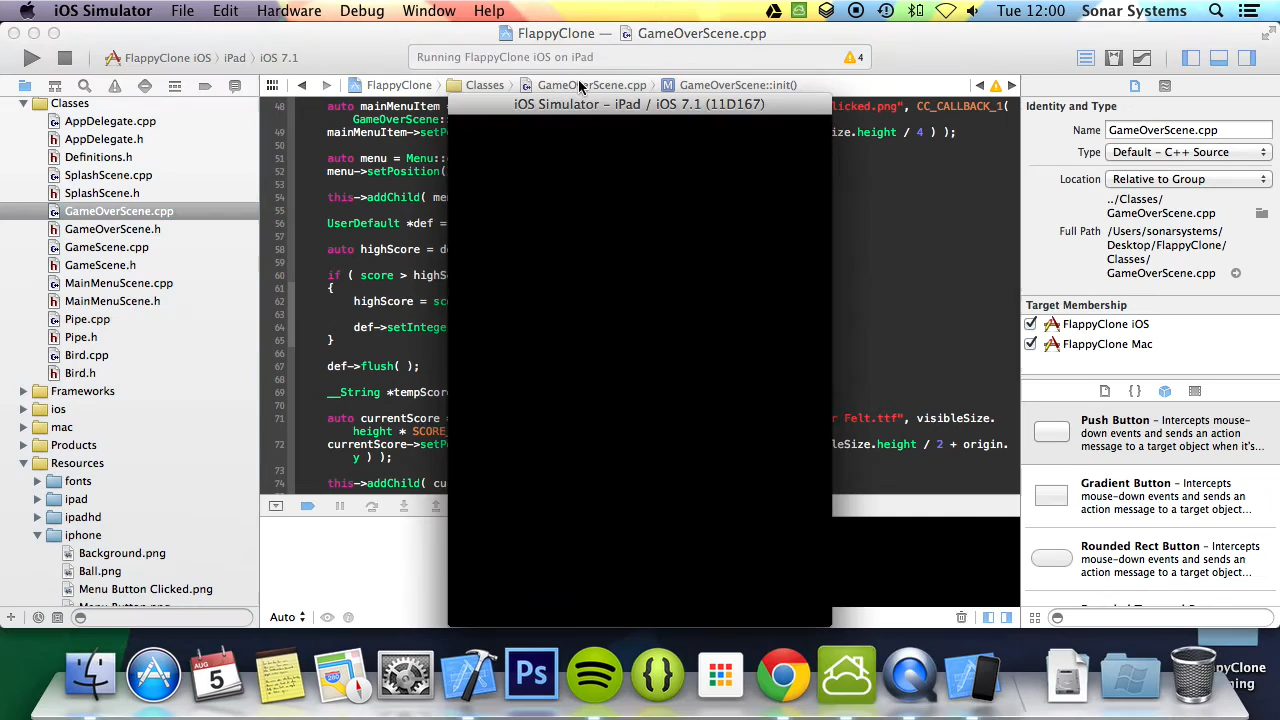 iOS Simulator File Edit Hardware Debug Window Help Tue 12:00 Sonar Systems
FlappyClone — GameOverScene.cpp
FlappyClone iOS › iPad › iOS 7.1 Running FlappyClone iOS on iPad 4
FlappyClone Classes GameOverScene.cpp GameOverScene::init()
iOS Simulator – iPad / iOS 7.1 (11D167)
Classes
AppDelegate.cpp
AppDelegate.h
Definitions.h
SplashScene.cpp
SplashScene.h
GameOverScene.cpp
GameOverScene.h
GameScene.cpp
GameScene.h
MainMenuScene.cpp
MainMenuScene.h
Pipe.cpp
Pipe.h
Bird.cpp
Bird.h
Frameworks
ios
mac
Products
Resources
fonts
ipad
ipadhd
iphone
Background.png
Ball.png
Menu Button Clicked.png
48 auto mainMenuItem = licked.png", CC_CALLBACK_1(
GameOverScene::
49 mainMenuItem->setPo ize.height / 4 ) );
50
51 auto menu = Menu::c
52 menu->setPosition(
53
54 this->addChild( men
55
56 UserDefault *def =
57
58 auto highScore = de
59
60 if ( score > highSc
61 {
62 highScore = sco
63
64 def->setInteger
65 }
66
67 def->flush( );
68
69 __String *tempScore
70
71 auto currentScore = r Felt.ttf", visibleSize.
height * SCORE_
72 currentScore->setPo leSize.height / 2 + origin.
y ) );
73
74 this->addChild( cur
Auto
Identity and Type
Name GameOverScene.cpp
Type Default - C++ Source
Location Relative to Group
../Classes/
GameOverScene.cpp
Full Path /Users/sonarsystems/
Desktop/FlappyClone/
Classes/
GameOverScene.cpp
Target Membership
FlappyClone iOS
FlappyClone Mac
Push Button – Intercepts
mouse-down events and sends an action
message to a target object when it's...
Gradient Button – Intercepts
mouse-down events and sends an
action message to a target object...
Rounded Rect Button – Intercepts
mouse-down events and sends an
action message to a target object...
AUG
5
280
Ps
{}